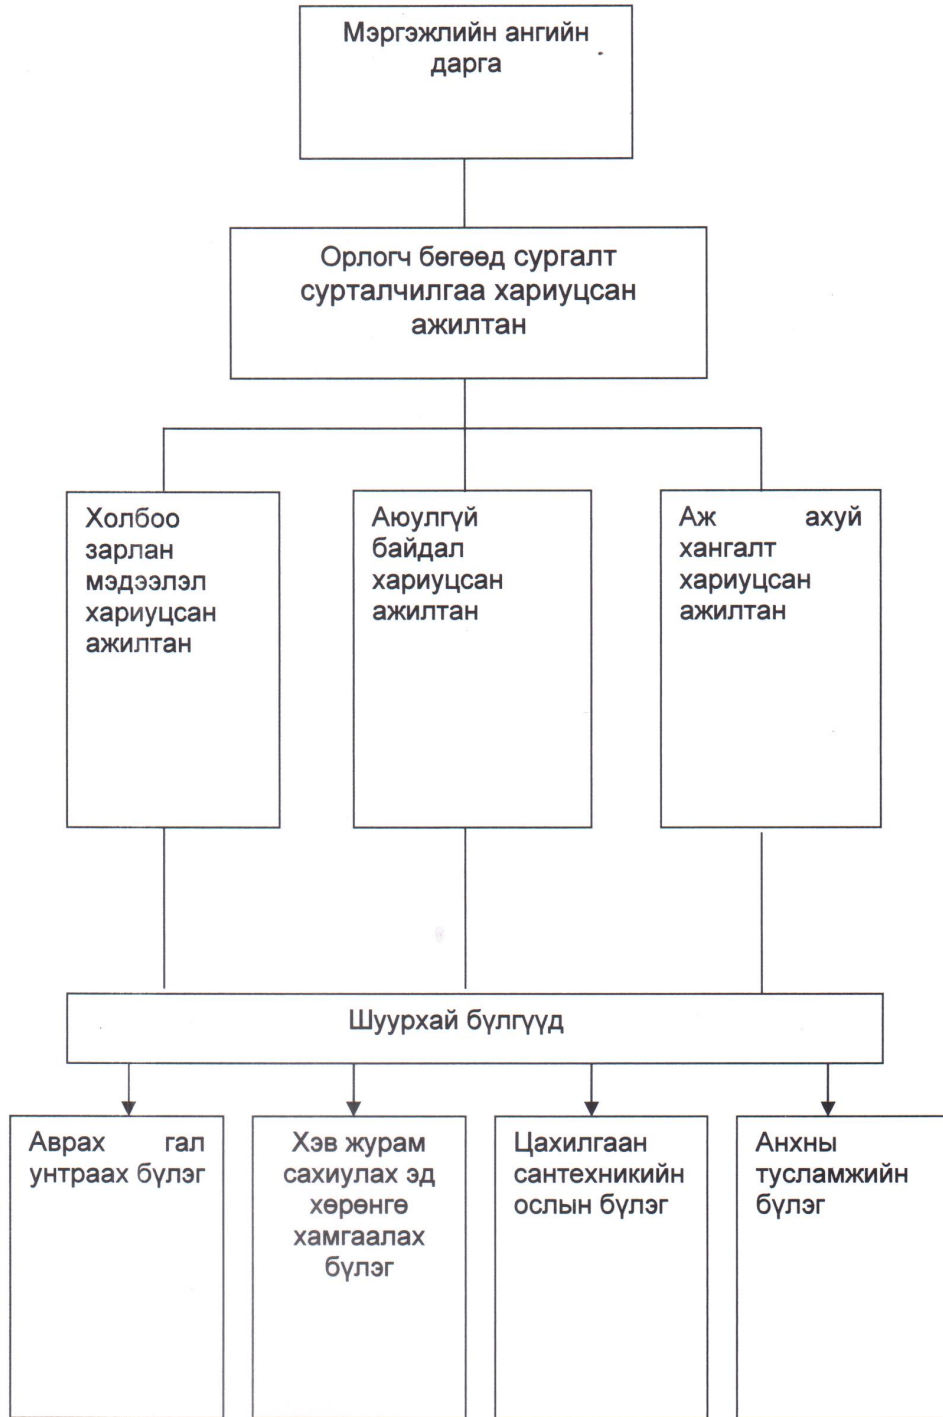 Мэргэжлийн ангийн
дарга
Орлогч бөгөөд сургалт
сурталчилгаа хариуцсан
ажилтан
Холбоо
зарлан
мэдээлэл
хариуцсан
ажилтан
Аюулгүй
байдал
хариуцсан
ажилтан
Аж ахуй
хангалт
хариуцсан
ажилтан
Шуурхай бүлгүүд
Аврах гал
унтраах бүлэг
Хэв журам
сахиулах эд
хөрөнгө
хамгаалах
бүлэг
Цахилгаан
сантехникийн
ослын бүлэг
Анхны
тусламжийн
бүлэг